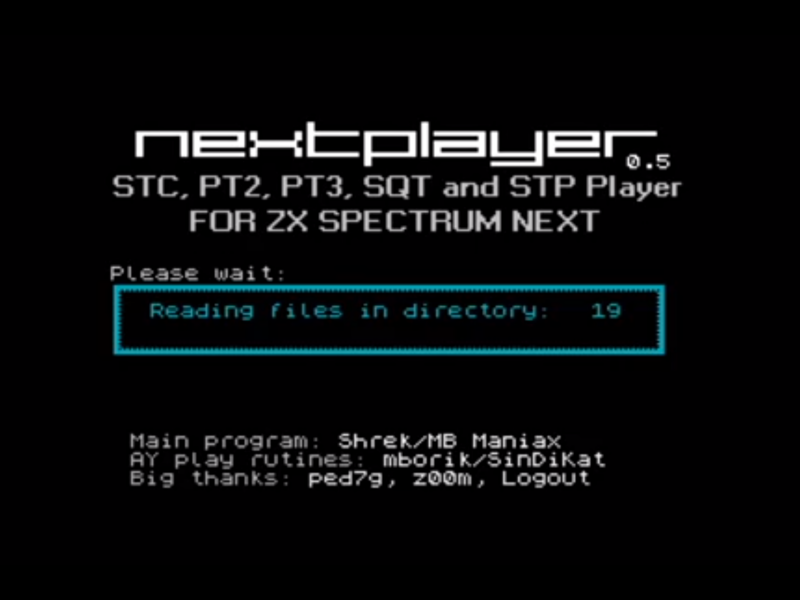 nextplayer
0.5
STC, PT2, PT3, SQT and STP Player
FOR ZX SPECTRUM NEXT
Please wait:
Reading files in directory: 19
Main program: Shrek/MB Maniax
AY play rutines: mborik/SinDiKat
Big thanks: ped7g, z00m, Logout